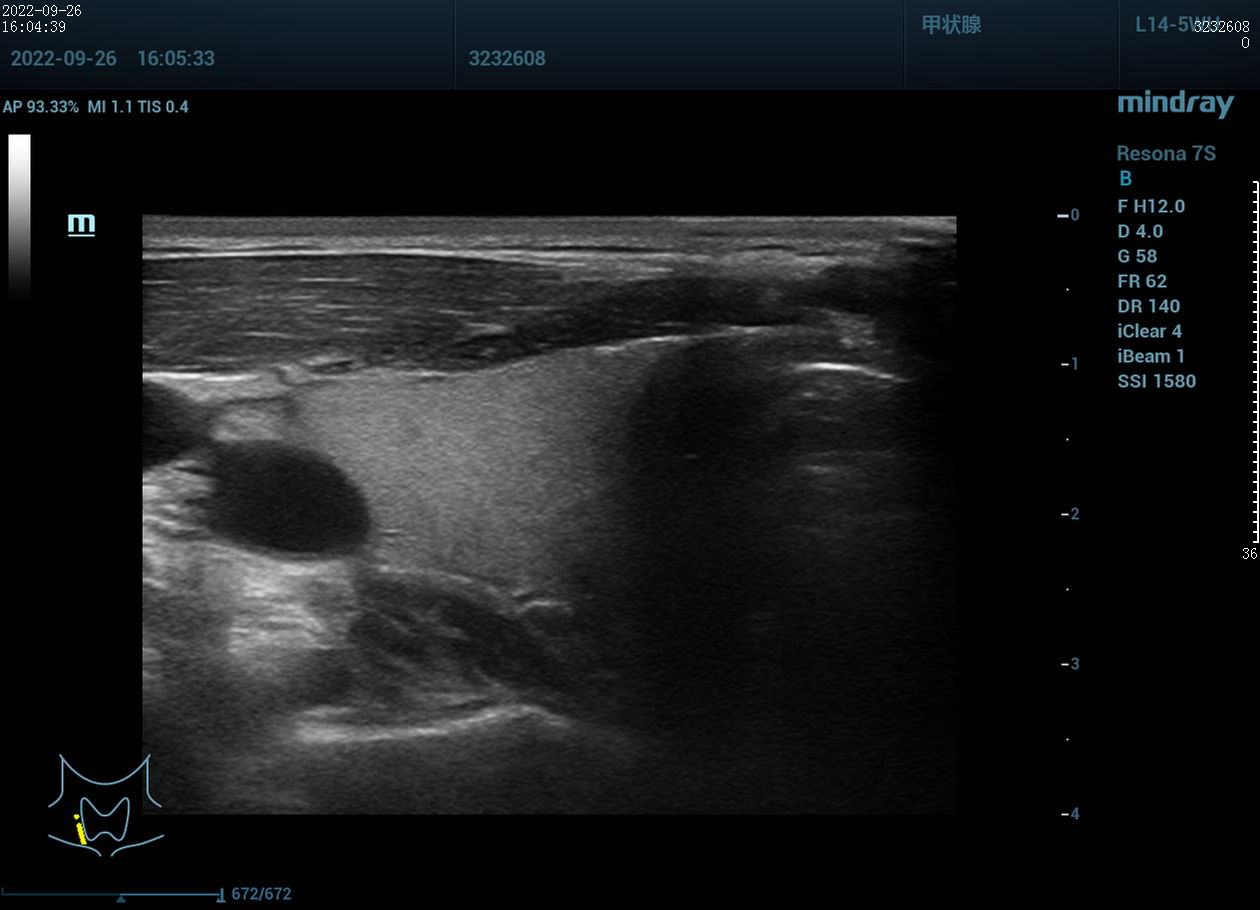 2022-09-26
16:04:39
2022-09-26 16:05:33
3232608
甲状腺
L14-5WU
3232608
0
AP 93.33% MI 1.1 TIS 0.4
mindray
Resona 7S
B
F H12.0
D 4.0
G 58
FR 62
DR 140
iClear 4
iBeam 1
SSI 1580
m
0
1
2
3
4
36
672/672